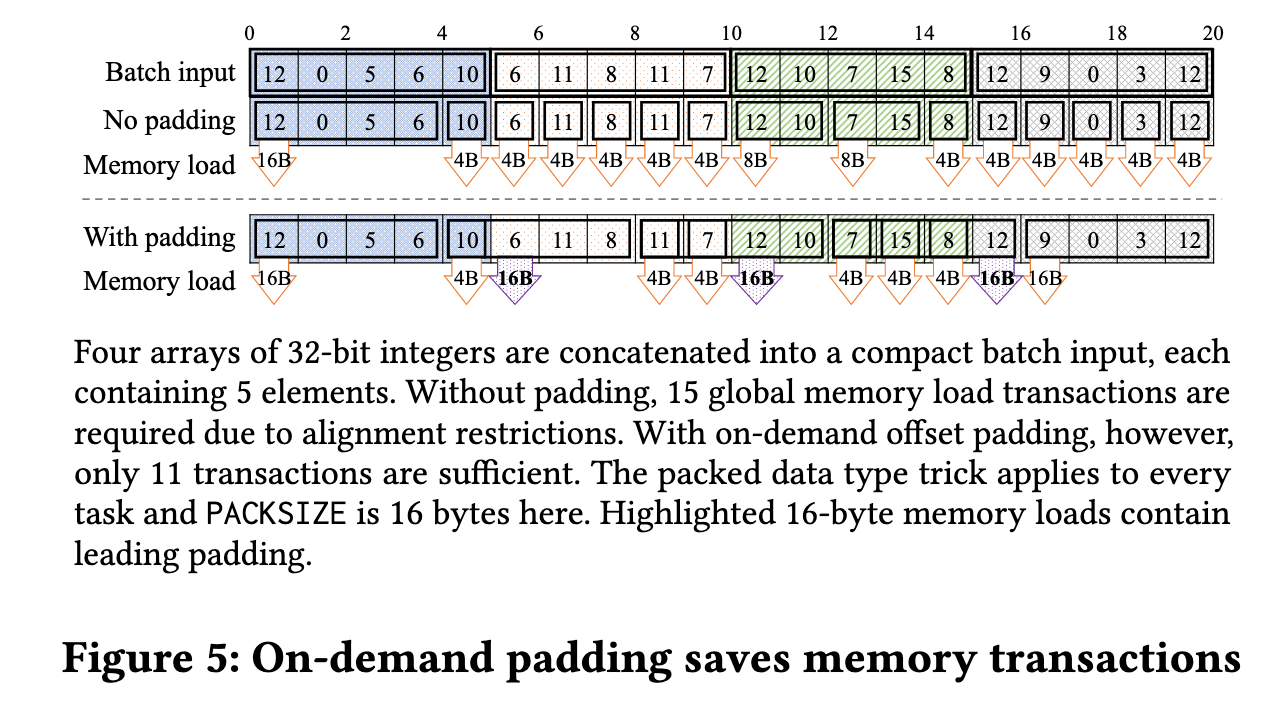 0 2 4 6 8 10 12 14 16 18 20
Batch input 12 0 5 6 10 6 11 8 11 7 12 10 7 15 8 12 9 0 3 12
No padding 12 0 5 6 10 6 11 8 11 7 12 10 7 15 8 12 9 0 3 12
Memory load 16B 4B 4B 4B 4B 4B 4B 8B 8B 4B 4B 4B 4B 4B 4B
With padding 12 0 5 6 10 6 11 8 11 7 12 10 7 15 8 12 9 0 3 12
Memory load 16B 4B 16B 4B 4B 16B 4B 4B 4B 16B 16B
Four arrays of 32-bit integers are concatenated into a compact batch input, each
containing 5 elements. Without padding, 15 global memory load transactions are
required due to alignment restrictions. With on-demand offset padding, however,
only 11 transactions are sufficient. The packed data type trick applies to every
task and PACKSIZE is 16 bytes here. Highlighted 16-byte memory loads contain
leading padding.
Figure 5: On-demand padding saves memory transactions